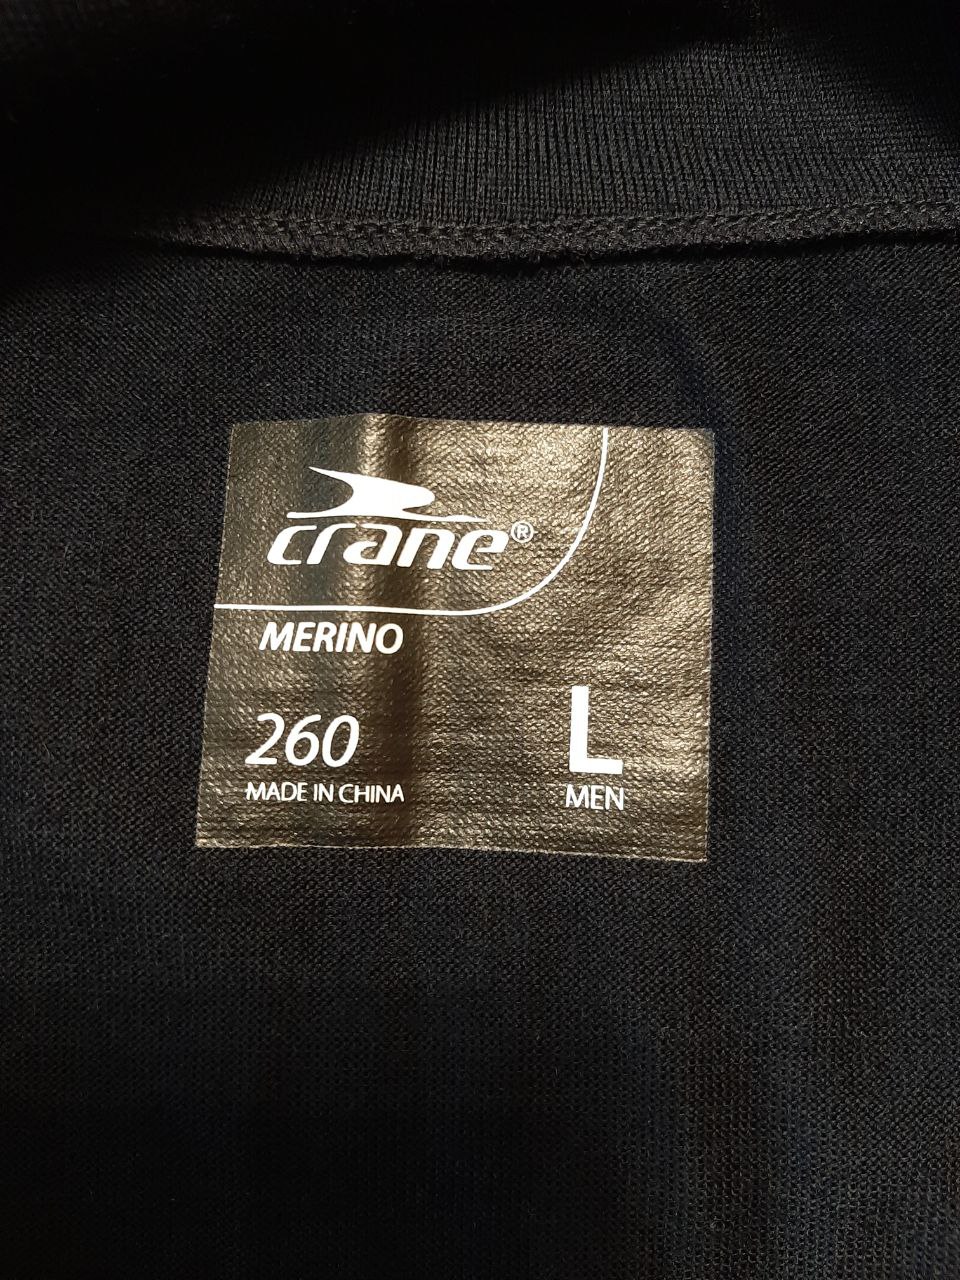 crane®
MERINO
260
L
MADE IN CHINA
MEN